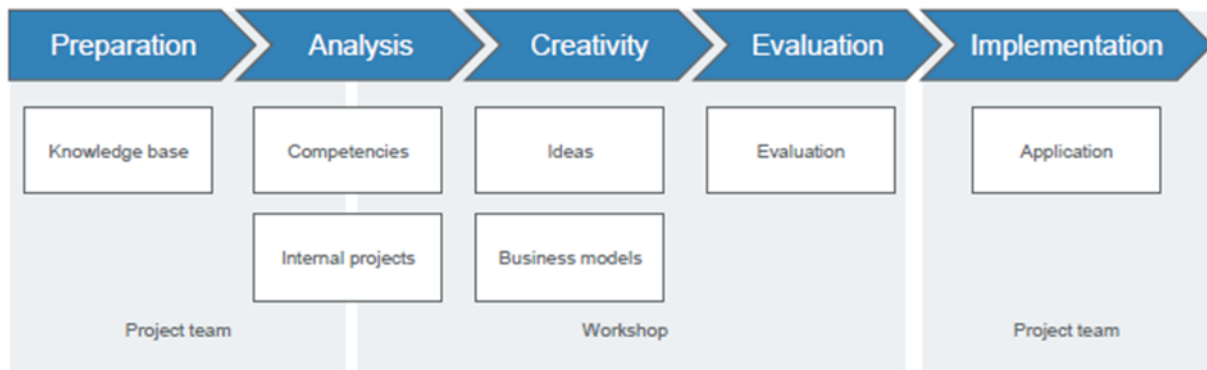 Preparation
Analysis
Creativity
Evaluation
Implementation
Knowledge base
Competencies
Ideas
Evaluation
Application
Internal projects
Business models
Project team
Workshop
Project team